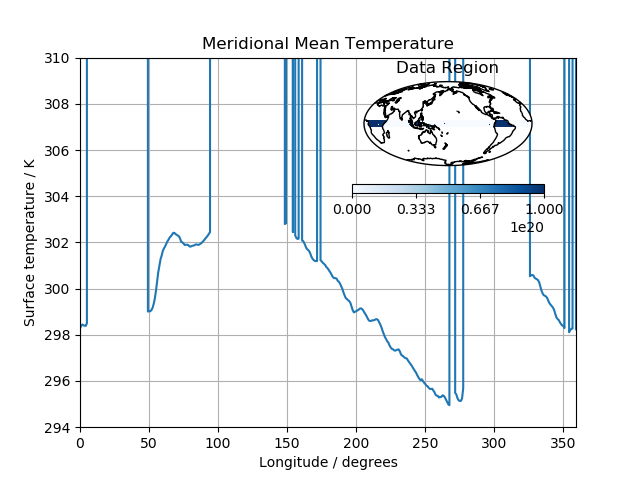 Meridional Mean Temperature
Data Region
310
308
306
304
302
300
298
296
294
0.000 0.333 0.667 1.000
1e20
Surface temperature / K
0 50 100 150 200 250 300 350
Longitude / degrees